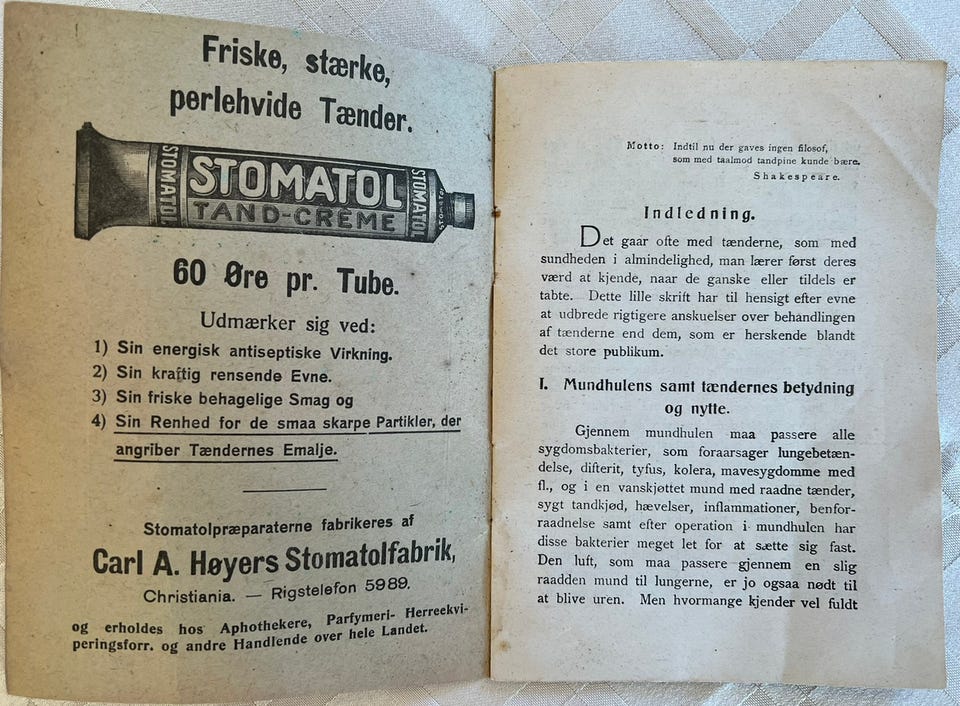 Friske, stærke,
perlehvide Tænder.
STOMATOL
STOMATOL
TAND-CRÈME
STOMATOL
STOMATOL
60 Øre pr. Tube.
Udmærker sig ved:
1) Sin energisk antiseptiske Virkning.
2) Sin kraftig rensende Evne.
3) Sin friske behagelige Smag og
4) Sin Renhed for de smaa skarpe Partikler, der
angriber Tændernes Emalje.
Stomatolpræparaterne fabrikeres af
Carl A. Høyers Stomatolfabrik,
Christiania. — Rigstelefon 5989.
og erholdes hos Aphothekere, Parfymeri- Herreekvi-
peringsforr. og andre Handlende over hele Landet.
Motto: Indtil nu der gaves ingen filosof,
som med taalmod tandpine kunde bære.
Shakespeare.
Indledning.
Det gaar ofte med tænderne, som med
sundheden i almindelighed, man lærer først deres
værd at kjende, naar de ganske eller tildels er
tabte. Dette lille skrift har til hensigt efter evne
at udbrede rigtigere anskuelser over behandlingen
af tænderne end dem, som er herskende blandt
det store publikum.
I. Mundhulens samt tændernes betydning
og nytte.
Gjennem mundhulen maa passere alle
sygdomsbakterier, som foraarsager lungebetæn-
delse, difterit, tyfus, kolera, mavesygdomme med
fl., og i en vanskjøttet mund med raadne tænder,
sygt tandkjød, hævelser, inflammationer, benfor-
raadnelse samt efter operation i mundhulen har
disse bakterier meget let for at sætte sig fast.
Den luft, som maa passere gjennem en slig
raadden mund til lungerne, er jo ogsaa nødt til
at blive uren. Men hvormange kjender vel fuldt